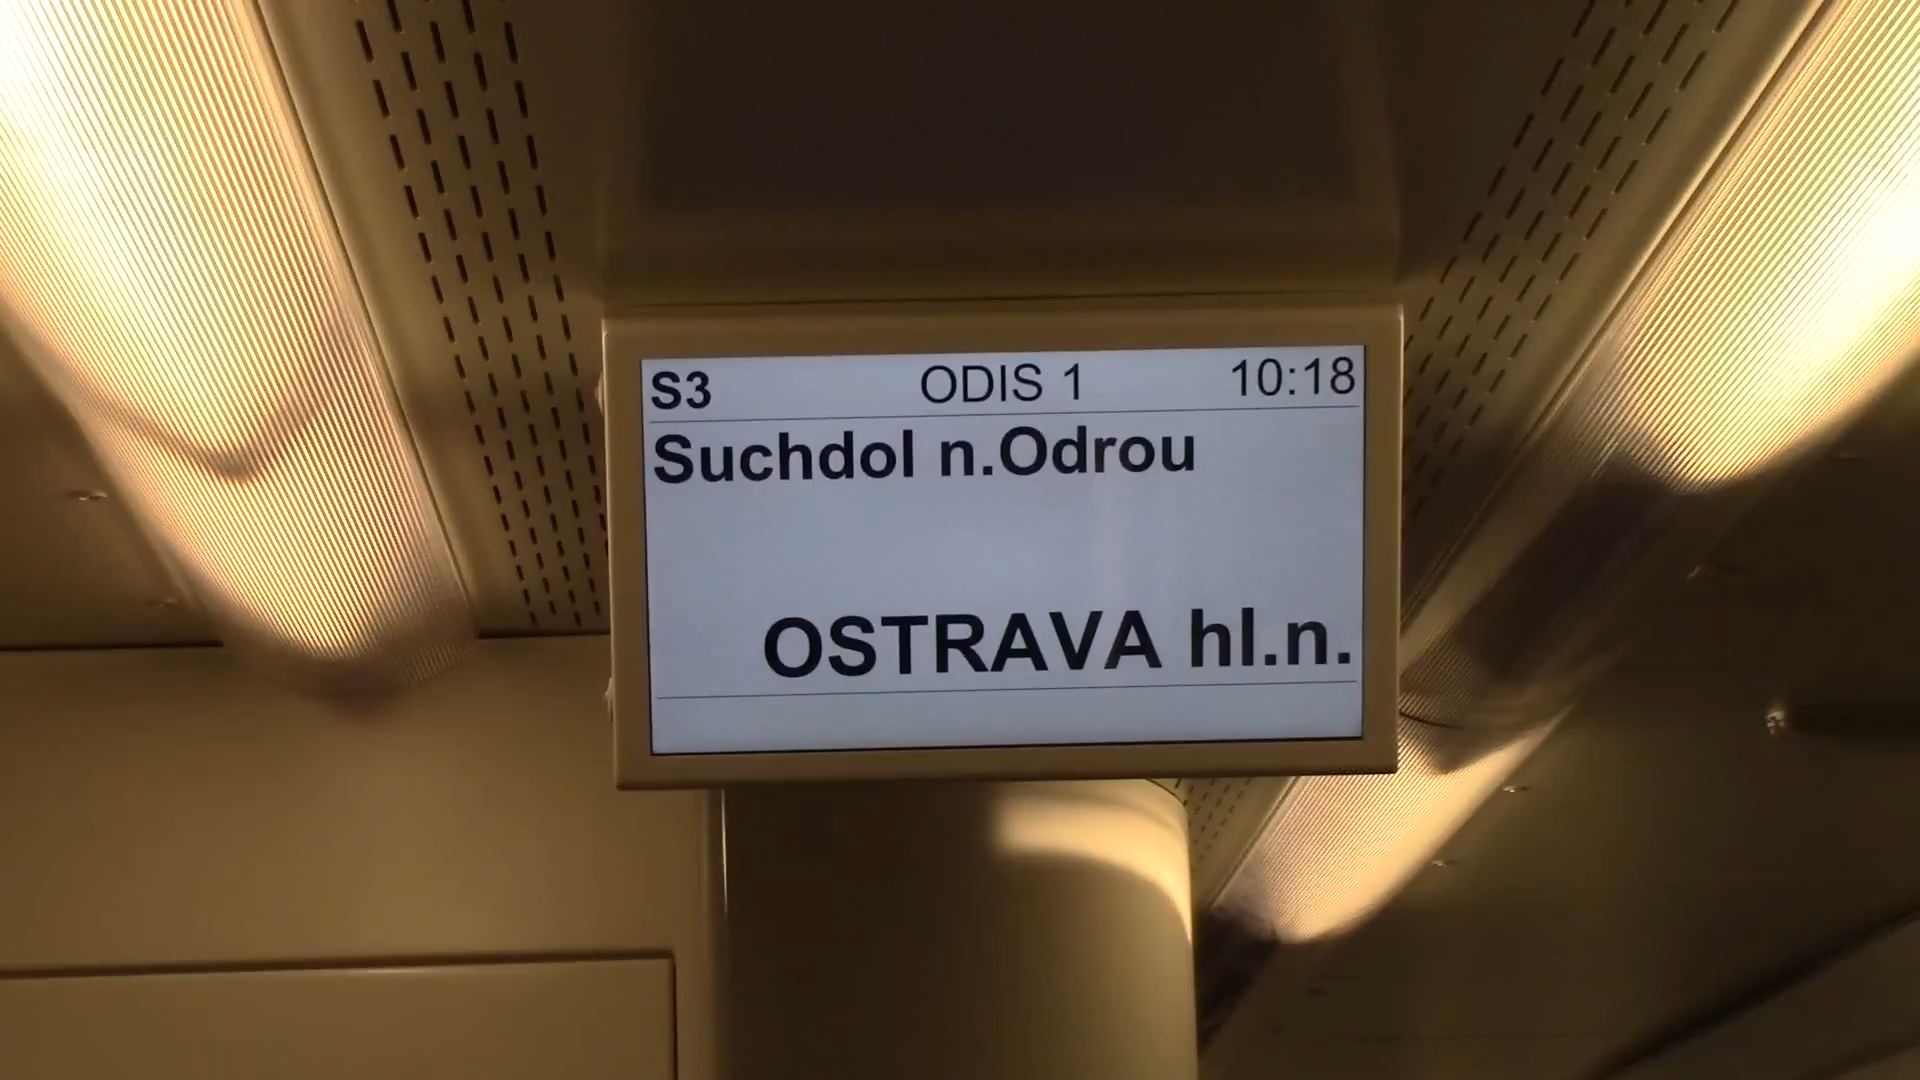 S3 ODIS 1 10:18
Suchdol n.Odrou
OSTRAVA hl.n.